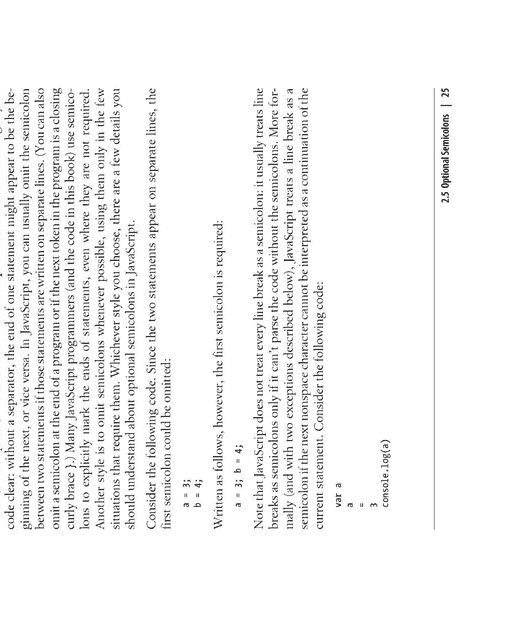 code clear: without a separator, the end of one statement might appear to be the be-
ginning of the next, or vice versa. In JavaScript, you can usually omit the semicolon
between two statements if those statements are written on separate lines. (You can also
omit a semicolon at the end of a program or if the next token in the program is a closing
curly brace }.) Many JavaScript programmers (and the code in this book) use semico-
lons to explicitly mark the ends of statements, even where they are not required.
Another style is to omit semicolons whenever possible, using them only in the few
situations that require them. Whichever style you choose, there are a few details you
should understand about optional semicolons in JavaScript.
Consider the following code. Since the two statements appear on separate lines, the
first semicolon could be omitted:
a = 3;
b = 4;
Written as follows, however, the first semicolon is required:
a = 3; b = 4;
Note that JavaScript does not treat every line break as a semicolon: it usually treats line
breaks as semicolons only if it can't parse the code without the semicolons. More for-
mally (and with two exceptions described below), JavaScript treats a line break as a
semicolon if the next nonspace character cannot be interpreted as a continuation of the
current statement. Consider the following code:
var a
a
=
3
console.log(a)
2.5 Optional Semicolons | 25